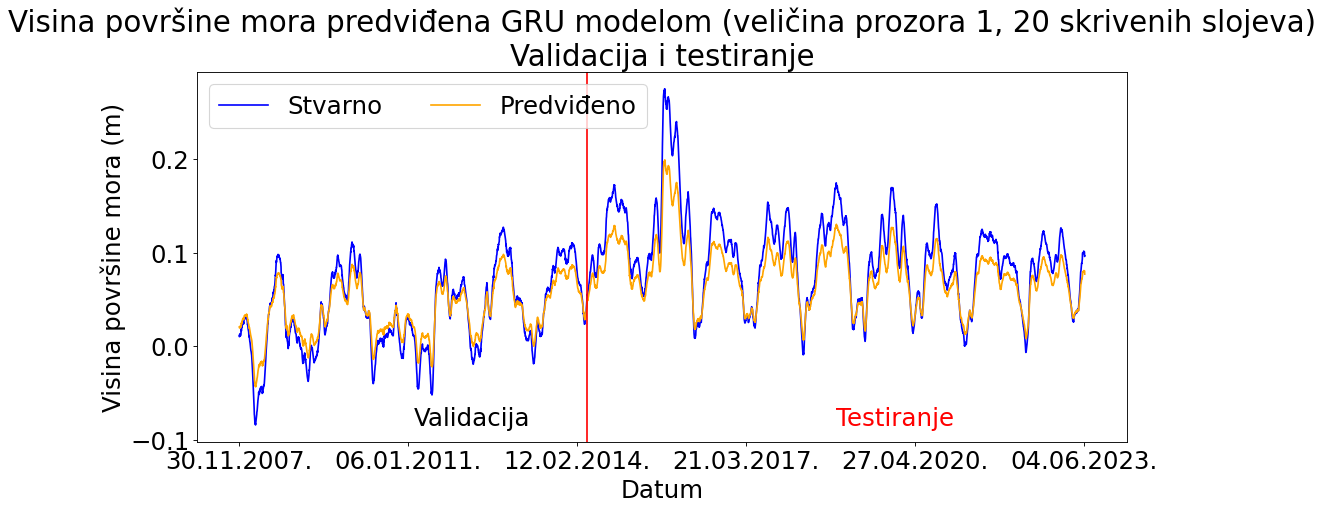 Visina površine mora predviđena GRU modelom (veličina prozora 1, 20 skrivenih slojeva)
Validacija i testiranje
Stvarno
Predviđeno
Visina površine mora (m)
0.2
0.1
0.0
−0.1
Validacija
Testiranje
30.11.2007.
06.01.2011.
12.02.2014.
21.03.2017.
27.04.2020.
04.06.2023.
Datum